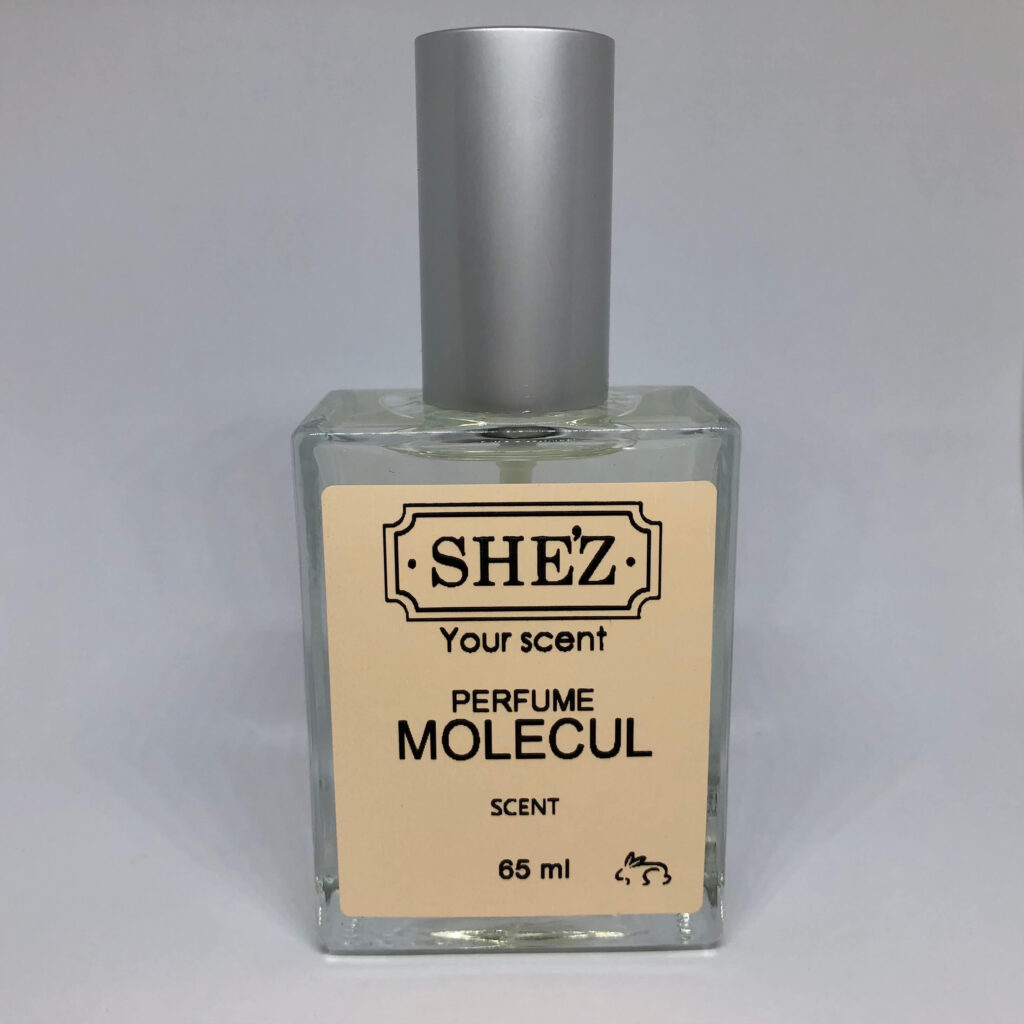 ·SHE'Z·
Your scent
PERFUME
MOLECUL
SCENT
65 ml